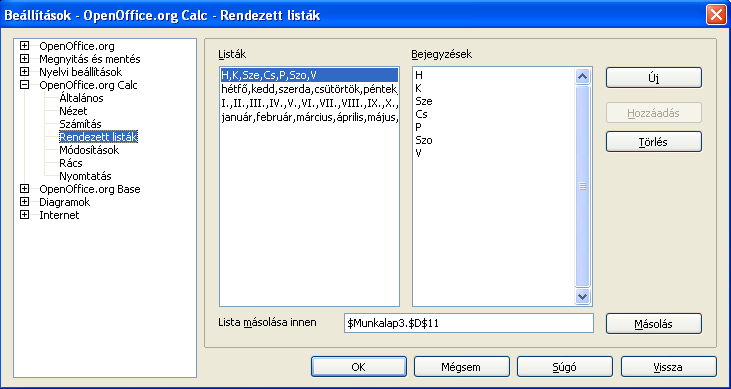 Beállítások - OpenOffice.org Calc - Rendezett listák
OpenOffice.org
Megnyitás és mentés
Nyelvi beállítások
OpenOffice.org Calc
Általános
Nézet
Számítás
Rendezett listák
Módosítások
Rács
Nyomtatás
OpenOffice.org Base
Diagramok
Internet
Listák
H,K,Sze,Cs,P,Szo,V
hétfő,kedd,szerda,csütörtök,péntek,
I.,II.,III.,IV.,V.,VI.,VII.,VIII.,IX.,X.,
január,február,március,április,május,
Bejegyzések
H
K
Sze
Cs
P
Szo
V
Új
Hozzáadás
Törlés
Lista másolása innen
$Munkalap3.$D$11
Másolás
OK
Mégsem
Súgó
Vissza